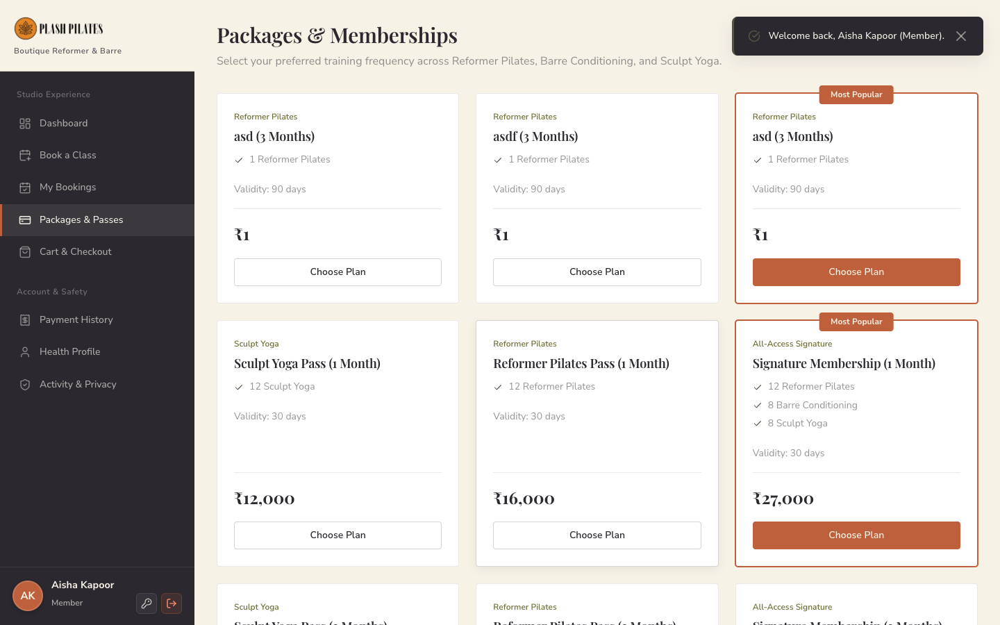 PLASH PILATES
Boutique Reformer & Barre
Studio Experience
Dashboard
Book a Class
My Bookings
Packages & Passes
Cart & Checkout
Account & Safety
Payment History
Health Profile
Activity & Privacy
AK
Aisha Kapoor
Member
Packages & Memberships
Select your preferred training frequency across Reformer Pilates, Barre Conditioning, and Sculpt Yoga.
Welcome back, Aisha Kapoor (Member).
Reformer Pilates
asd (3 Months)
1 Reformer Pilates
Validity: 90 days
₹1
Choose Plan
Reformer Pilates
asdf (3 Months)
1 Reformer Pilates
Validity: 90 days
₹1
Choose Plan
Most Popular
Reformer Pilates
asd (3 Months)
1 Reformer Pilates
Validity: 90 days
₹1
Choose Plan
Sculpt Yoga
Sculpt Yoga Pass (1 Month)
12 Sculpt Yoga
Validity: 30 days
₹12,000
Choose Plan
Reformer Pilates
Reformer Pilates Pass (1 Month)
12 Reformer Pilates
Validity: 30 days
₹16,000
Choose Plan
Most Popular
All-Access Signature
Signature Membership (1 Month)
12 Reformer Pilates
8 Barre Conditioning
8 Sculpt Yoga
Validity: 30 days
₹27,000
Choose Plan
Sculpt Yoga
Sculpt Yoga Pass
Reformer Pilates
Reformer Pilates Pass
All-Access Signature
Signature Membership